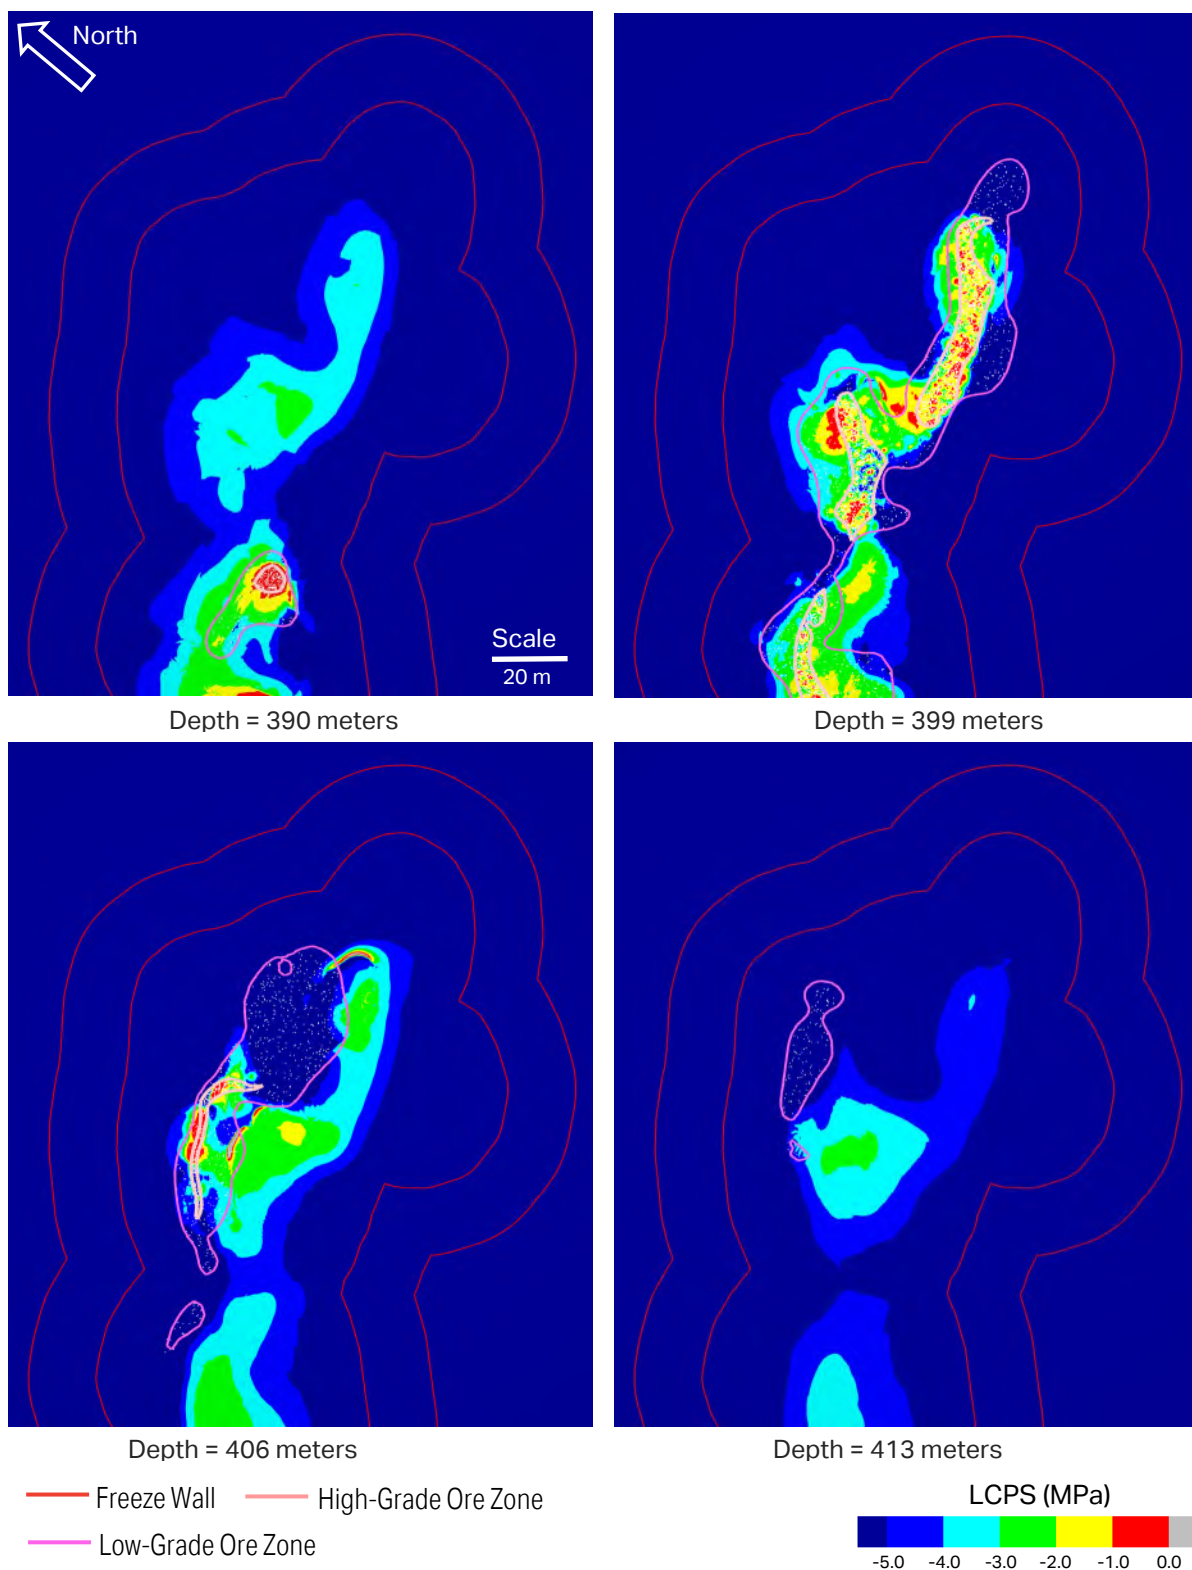 North
Scale
20 m
Depth = 390 meters
Depth = 399 meters
Depth = 406 meters
Depth = 413 meters
Freeze Wall
High-Grade Ore Zone
Low-Grade Ore Zone
LCPS (MPa)
-5.0 -4.0 -3.0 -2.0 -1.0 0.0